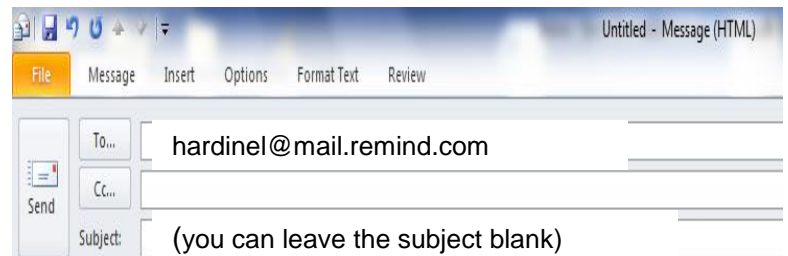 Untitled - Message (HTML)
File Message Insert Options Format Text Review
To... hardinel@mail.remind.com
Cc...
Send
Subject: (you can leave the subject blank)